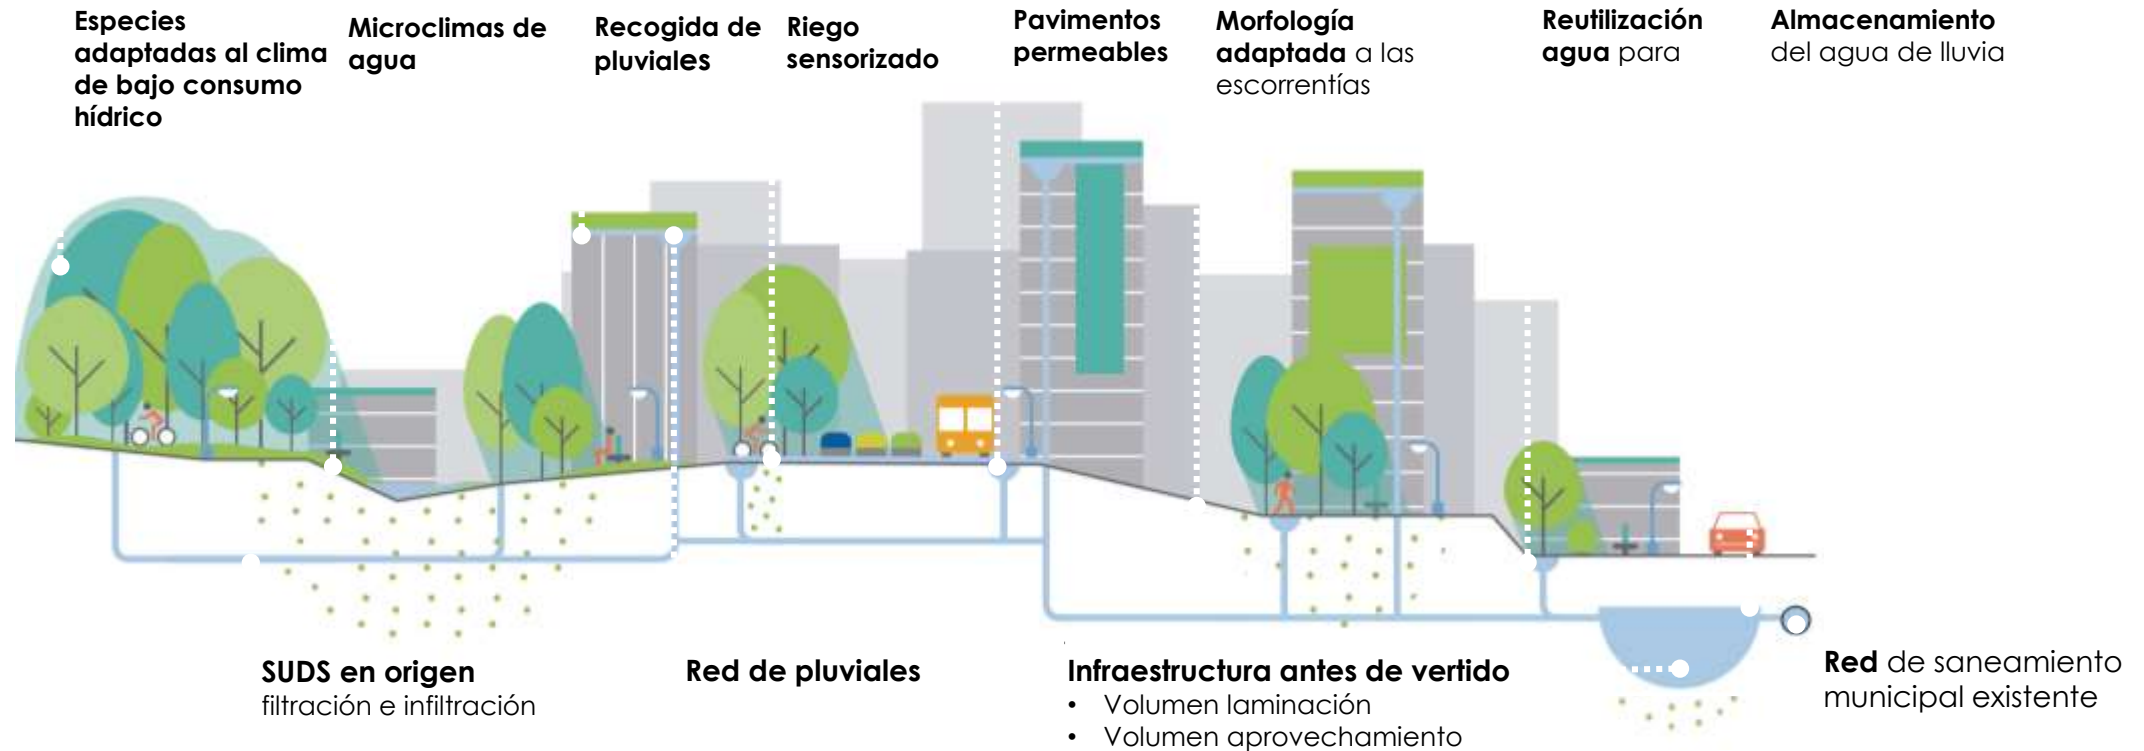 Especies
adaptadas al clima
de bajo consumo
hídrico
Microclimas de
agua
Recogida de
pluviales
Riego
sensorizado
Pavimentos
permeables
Morfología
adaptada a las
escorrentías
Reutilización
agua para
Almacenamiento
del agua de lluvia
SUDS en origen
filtración e infiltración
Red de pluviales
Infraestructura antes de vertido
• Volumen laminación
• Volumen aprovechamiento
Red de saneamiento
municipal existente